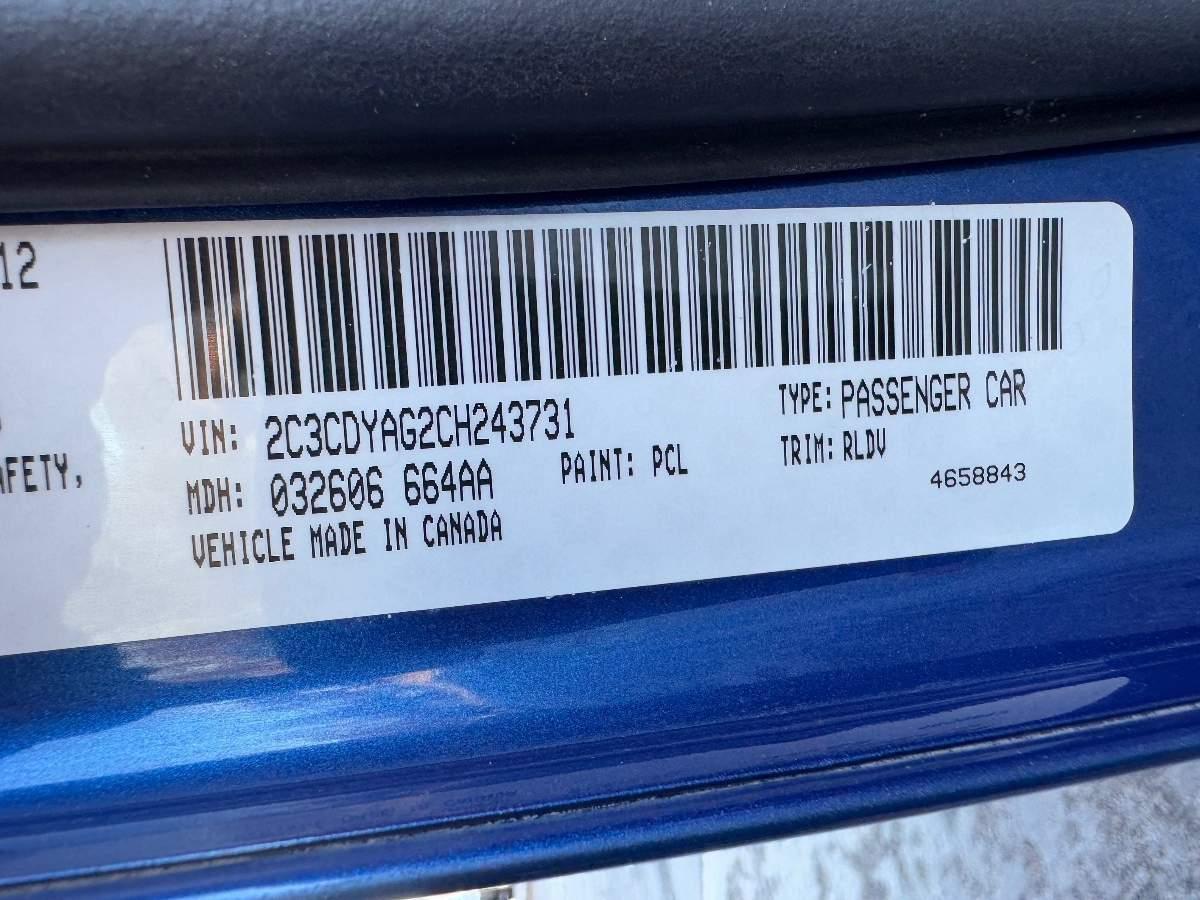 12
AFETY,
VIN: 2C3CDYAG2CH243731
TYPE: PASSENGER CAR
MDH: 032606 664AA
PAINT: PCL
TRIM: RLDV
VEHICLE MADE IN CANADA
4658843